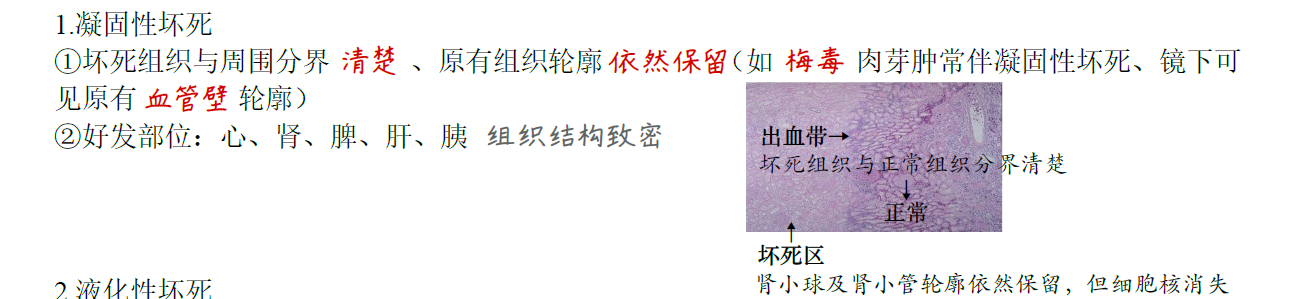 1.凝固性坏死
①坏死组织与周围分界 清楚 、原有组织轮廓 依然保留（如 梅毒 肉芽肿常伴凝固性坏死、镜下可
见原有 血管壁 轮廓）
②好发部位：心、肾、脾、肝、胰 组织结构致密
出血带→
坏死组织与正常组织分界清楚
↓
正常
↑
坏死区
肾小球及肾小管轮廓依然保留，但细胞核消失
2.液化性坏死